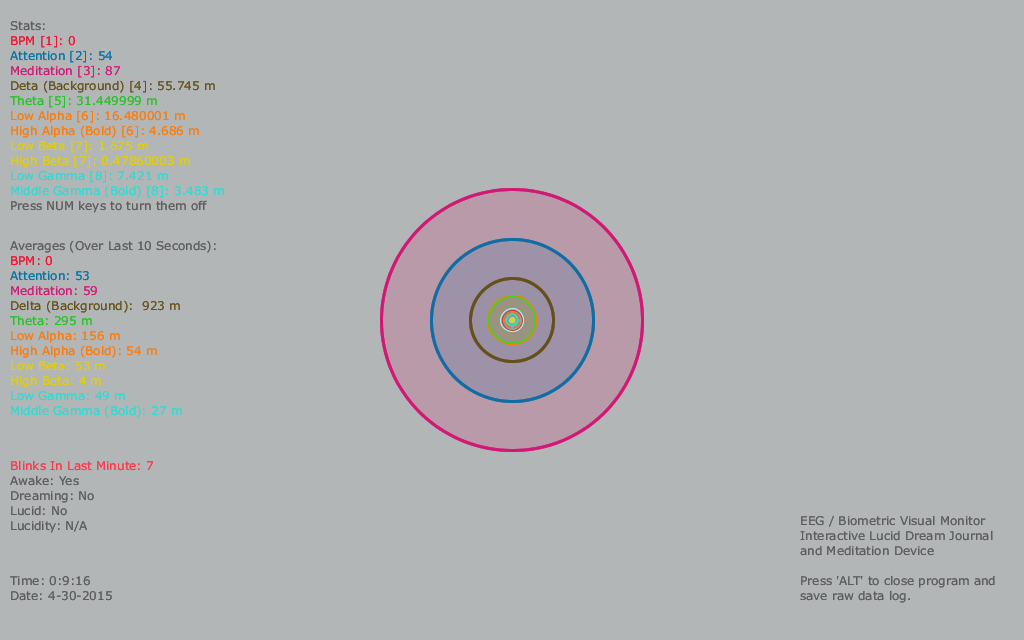 Stats:
BPM [1]: 0
Attention [2]: 54
Meditation [3]: 87
Deta (Background) [4]: 55.745 m
Theta [5]: 31.449999 m
Low Alpha [6]: 16.480001 m
High Alpha (Bold) [6]: 4.686 m
Low Beta [7]: 1.575 m
High Beta [7]: 0.47860003 m
Low Gamma [8]: 7.421 m
Middle Gamma (Bold) [8]: 3.483 m
Press NUM keys to turn them off
Averages (Over Last 10 Seconds):
BPM: 0
Attention: 53
Meditation: 59
Delta (Background):  923 m
Theta: 295 m
Low Alpha: 156 m
High Alpha (Bold): 54 m
Low Beta: 53 m
High Beta: 4 m
Low Gamma: 49 m
Middle Gamma (Bold): 27 m
Blinks In Last Minute: 7
Awake: Yes
Dreaming: No
Lucid: No
Lucidity: N/A
Time: 0:9:16
Date: 4-30-2015
EEG / Biometric Visual Monitor
Interactive Lucid Dream Journal
and Meditation Device
Press 'ALT' to close program and
save raw data log.